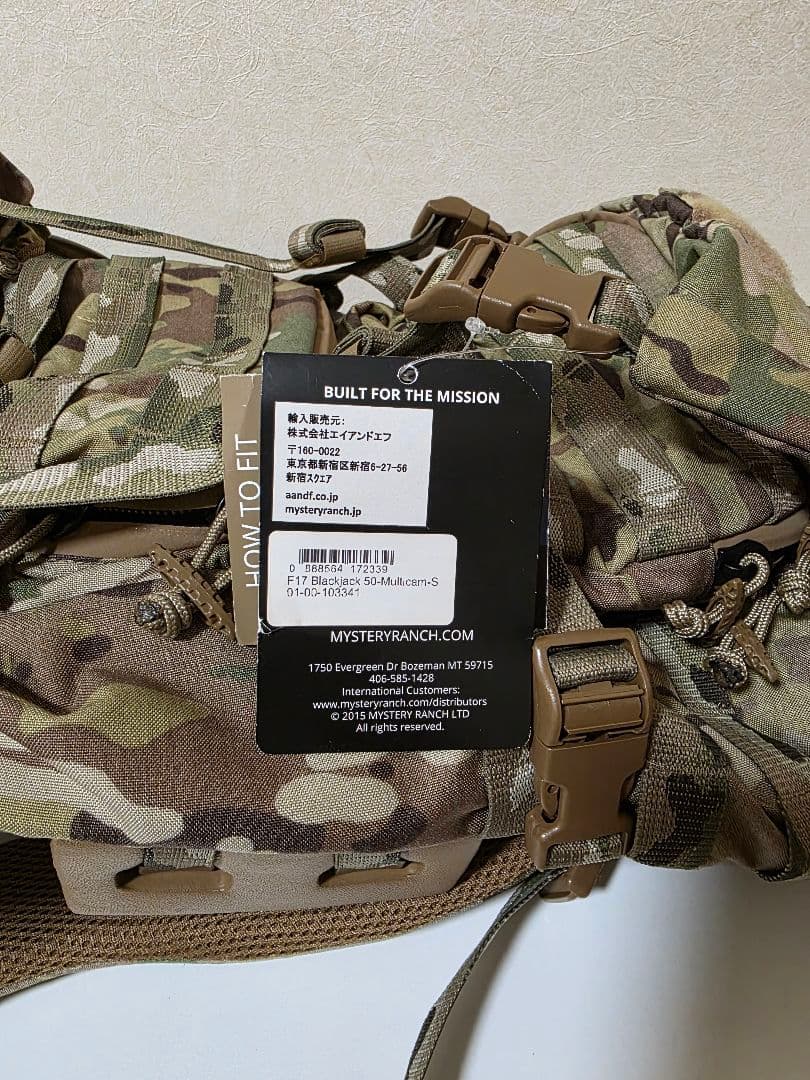 BUILT FOR THE MISSION
輸入販売元:
株式会社エイアンドエフ
〒160-0022
東京都新宿区新宿6-27-56
新宿スクエア
aandf.co.jp
mysteryranch.jp
HOW TO FIT
0 888564 172339
F17 Blackjack 50-Multicam-S
01-00-103341
MYSTERYRANCH.COM
1750 Evergreen Dr Bozeman MT 59715
406-585-1428
International Customers:
www.mysteryranch.com/distributors
© 2015 MYSTERY RANCH LTD
All rights reserved.